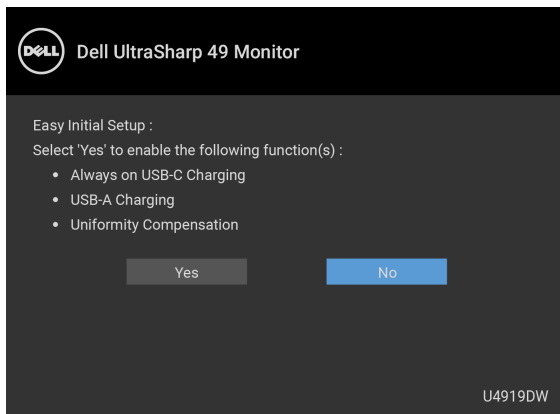 DELL
Dell UltraSharp 49 Monitor
Easy Initial Setup :
Select 'Yes' to enable the following function(s) :
• Always on USB-C Charging
• USB-A Charging
• Uniformity Compensation
Yes
No
U4919DW